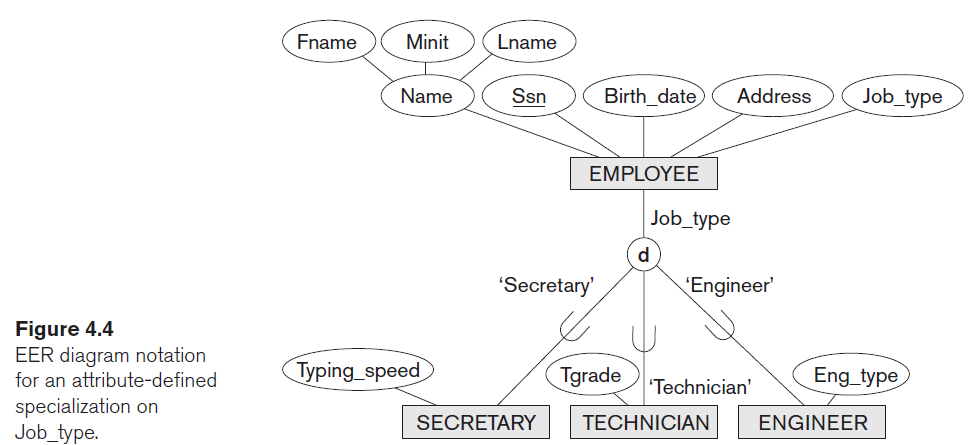 Fname Minit Lname
Name Ssn Birth_date Address Job_type
EMPLOYEE
Job_type
d
‘Secretary’ ‘Engineer’
Figure 4.4
EER diagram notation
for an attribute-defined
specialization on
Job_type.
Typing_speed Tgrade ‘Technician’ Eng_type
SECRETARY TECHNICIAN ENGINEER